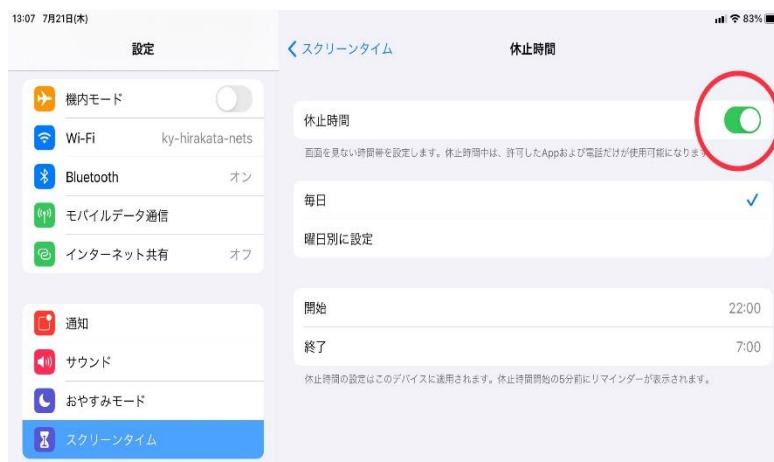 13:07 7月21日(木)
83%
設定
スクリーンタイム
休止時間
機内モード
Wi-Fi ky-hirakata-nets
Bluetooth オン
モバイルデータ通信
インターネット共有 オフ
通知
サウンド
おやすみモード
スクリーンタイム
休止時間
画面を見ない時間帯を設定します。休止時間中は、許可したAppおよび電話だけが使用可能になります
毎日
曜日別に設定
開始 22:00
終了 7:00
休止時間の設定はこのデバイスに適用されます。休止時間開始の5分前にリマインダーが表示されます。